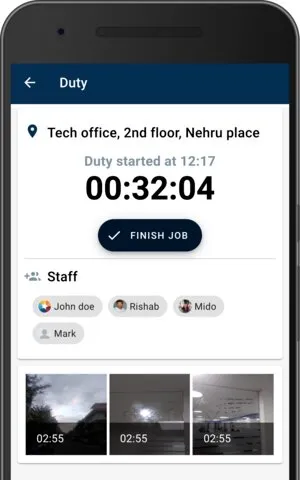 Duty
Tech office, 2nd floor, Nehru place
Duty started at 12:17
00:32:04
FINISH JOB
Staff
John doe
Rishab
Mido
Mark
02:55
02:55
02:55